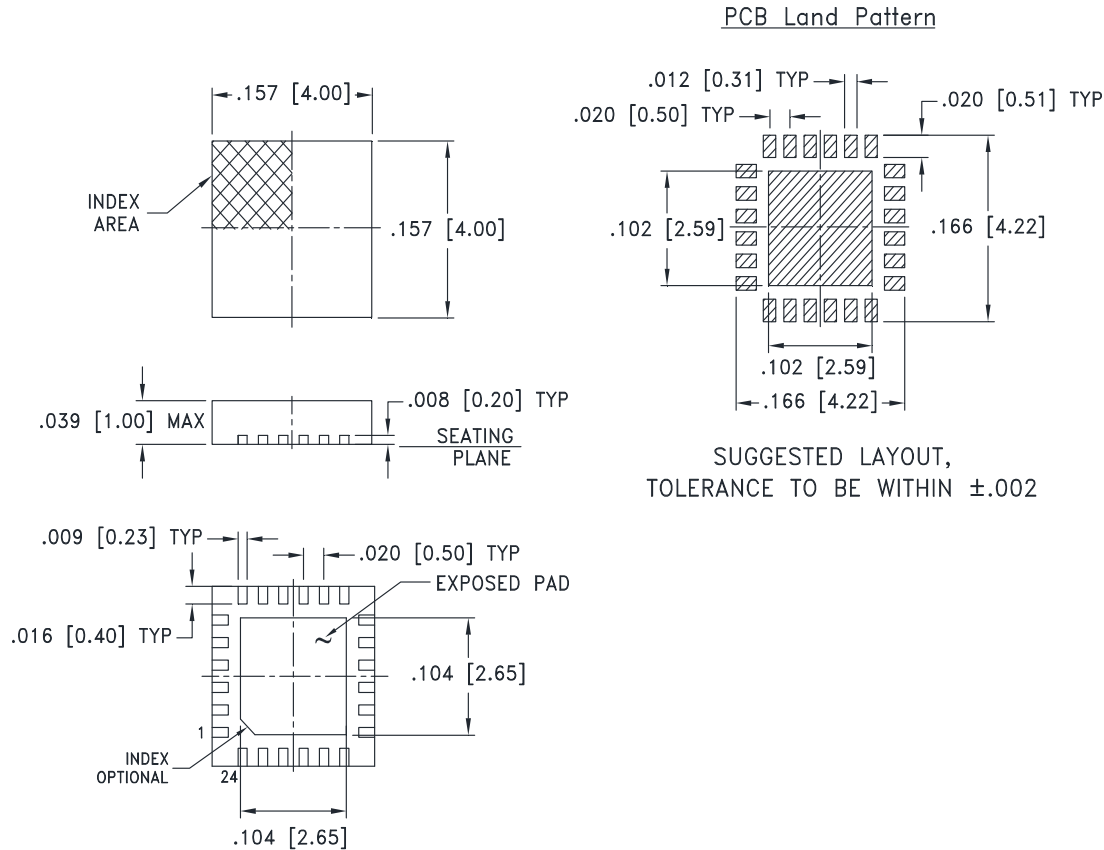 PCB Land Pattern
.157 [4.00]
INDEX
AREA
.157 [4.00]
.012 [0.31] TYP
.020 [0.50] TYP
.020 [0.51] TYP
.102 [2.59]
.166 [4.22]
.102 [2.59]
.166 [4.22]
.039 [1.00] MAX
.008 [0.20] TYP
SEATING
PLANE
SUGGESTED LAYOUT,
TOLERANCE TO BE WITHIN ±.002
.009 [0.23] TYP
.020 [0.50] TYP
EXPOSED PAD
.016 [0.40] TYP
.104 [2.65]
1
INDEX
OPTIONAL
24
.104 [2.65]